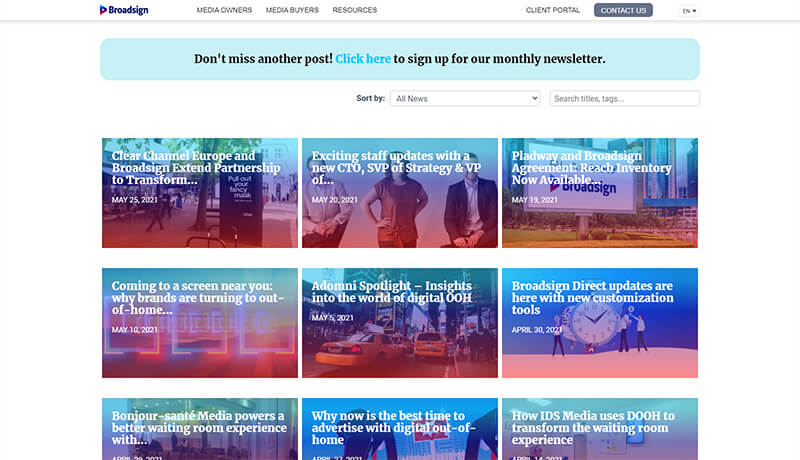 Broadsign
MEDIA OWNERS MEDIA BUYERS RESOURCES CLIENT PORTAL CONTACT US EN
Don't miss another post! Click here to sign up for our monthly newsletter.
Sort by: All News Search titles, tags...
Clear Channel Europe and
Broadsign Extend Partnership
to Transform...
MAY 25, 2021
Pull out
your
fancy
mask
Uber
Exciting staff updates with a
new CTO, SVP of Strategy & VP
of...
MAY 20, 2021
Pladway and Broadsign
Agreement: Reach Inventory
Now Available...
MAY 19, 2021
Broadsign
Coming to a screen near you:
why brands are turning to out-
of-home...
MAY 10, 2021
Adomni Spotlight – Insights
into the world of digital OOH
MAY 5, 2021
Broadsign Direct updates are
here with new customization
tools
APRIL 30, 2021
Bonjour-santé Media powers a
better waiting room experience
with...
APRIL 29, 2021
Why now is the best time to
advertise with digital out-of-
home
APRIL 27, 2021
How IDS Media uses DOOH to
transform the waiting room
experience
APRIL 14, 2021